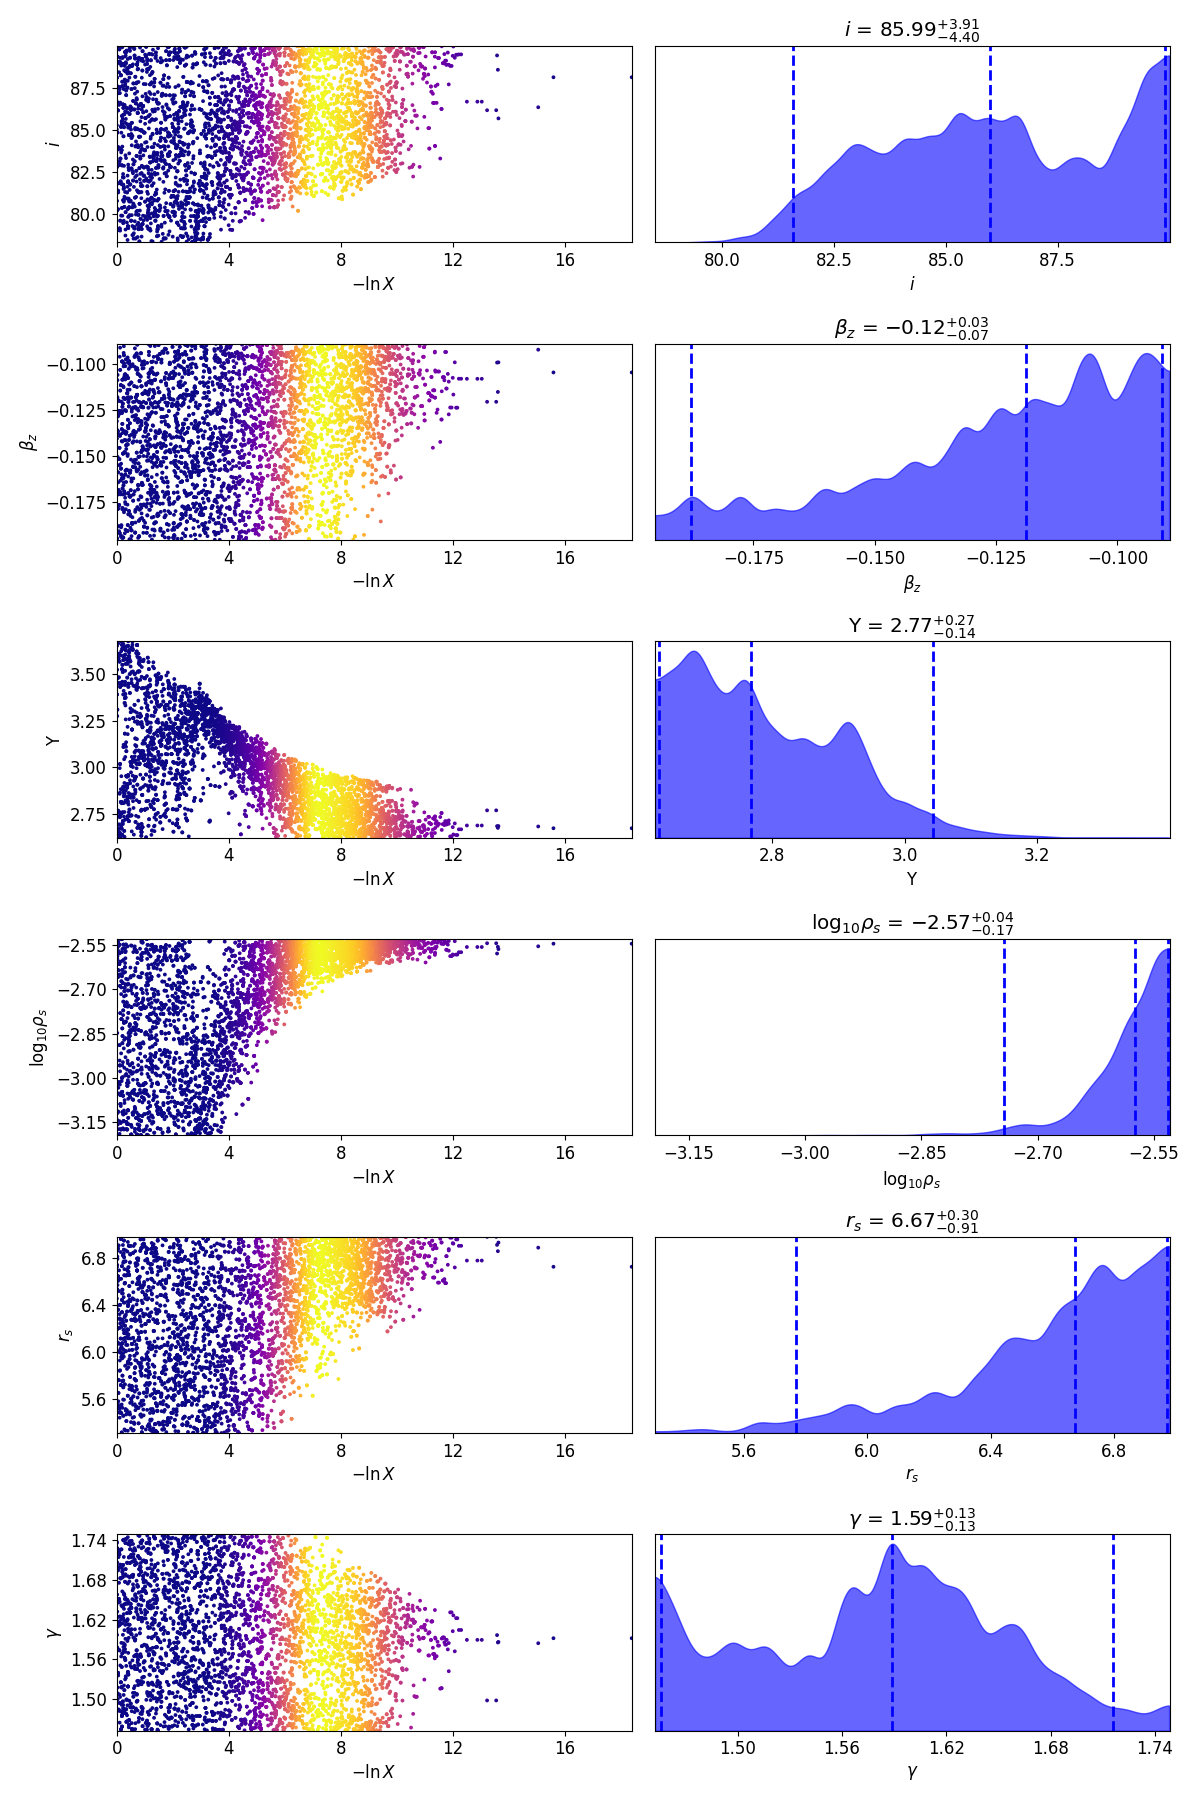 i = 85.99 +3.91 −4.40
87.5
85.0
82.5
80.0
i
0 4 8 12 16
−ln X
80.0 82.5 85.0 87.5
i
β_z = −0.12 +0.03 −0.07
−0.100
−0.125
−0.150
−0.175
β_z
0 4 8 12 16
−ln X
−0.175 −0.150 −0.125 −0.100
β_z
Y = 2.77 +0.27 −0.14
3.50
3.25
3.00
2.75
Y
0 4 8 12 16
−ln X
2.8 3.0 3.2
Y
log₁₀ρ_s = −2.57 +0.04 −0.17
−2.55
−2.70
−2.85
−3.00
−3.15
log₁₀ρ_s
0 4 8 12 16
−ln X
−3.15 −3.00 −2.85 −2.70 −2.55
log₁₀ρ_s
r_s = 6.67 +0.30 −0.91
6.8
6.4
6.0
5.6
r_s
0 4 8 12 16
−ln X
5.6 6.0 6.4 6.8
r_s
γ = 1.59 +0.13 −0.13
1.74
1.68
1.62
1.56
1.50
γ
0 4 8 12 16
−ln X
1.50 1.56 1.62 1.68 1.74
γ